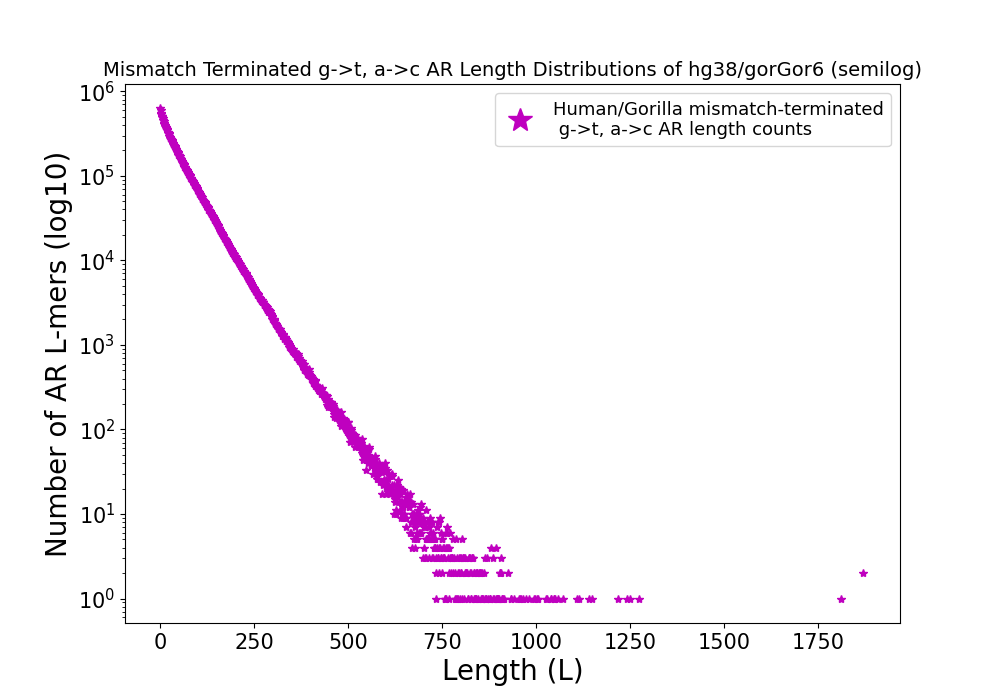 Mismatch Terminated g->t, a->c AR Length Distributions of hg38/gorGor6 (semilog)
Human/Gorilla mismatch-terminated
g->t, a->c AR length counts
Number of AR L-mers (log10)
10^6
10^5
10^4
10^3
10^2
10^1
10^0
0 250 500 750 1000 1250 1500 1750
Length (L)